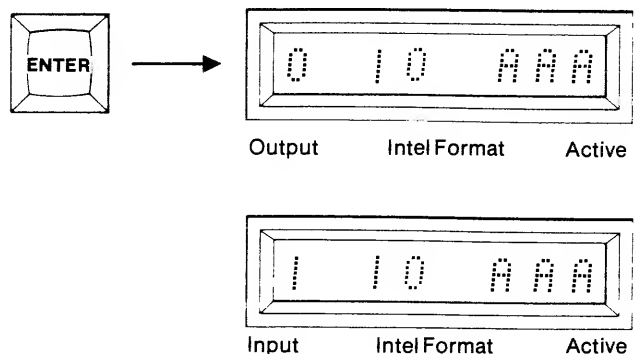 ENTER
0 10 AAA
Output Intel Format Active
1 10 AAA
Input Intel Format Active